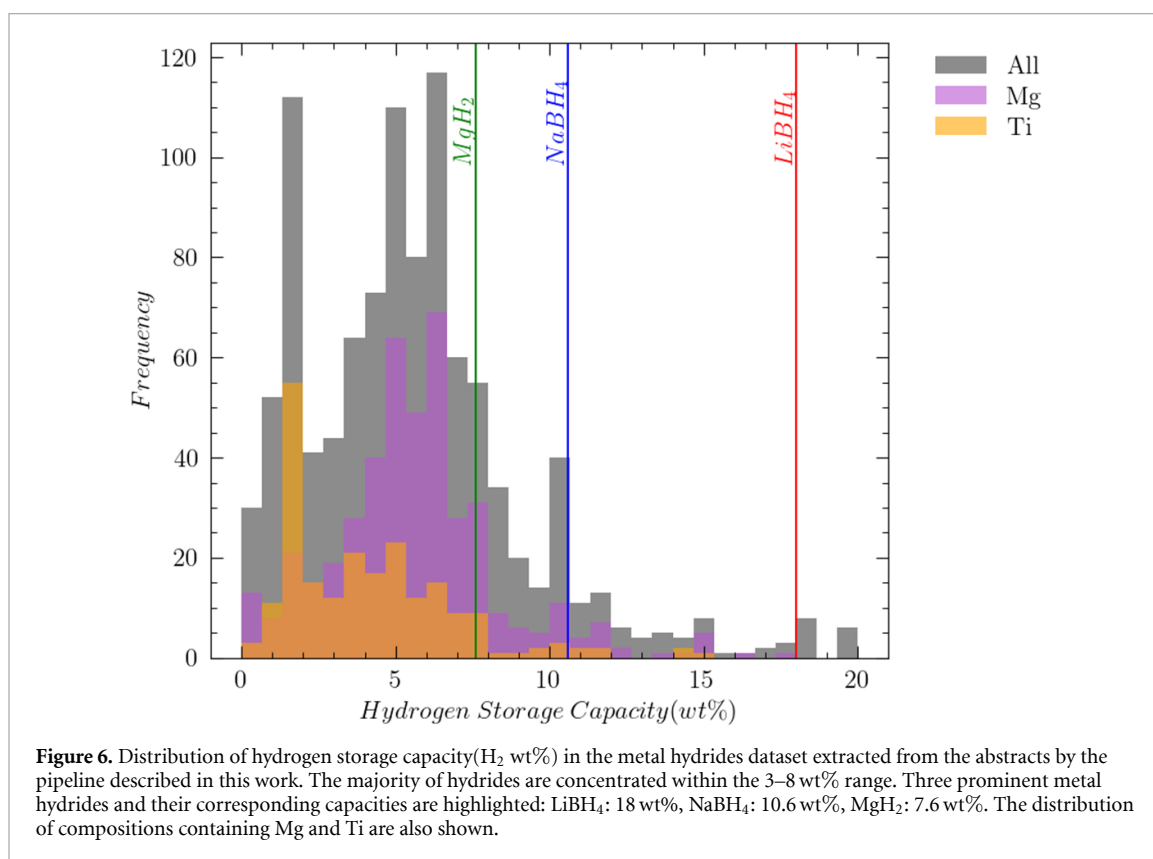 120
100
80
60
40
20
0
Frequency
MgH₂
NaBH₄
LiBH₄
All
Mg
Ti
0 5 10 15 20
Hydrogen Storage Capacity(wt%)
Figure 6. Distribution of hydrogen storage capacity(H₂ wt%) in the metal hydrides dataset extracted from the abstracts by the
pipeline described in this work. The majority of hydrides are concentrated within the 3–8 wt% range. Three prominent metal
hydrides and their corresponding capacities are highlighted: LiBH₄: 18 wt%, NaBH₄: 10.6 wt%, MgH₂: 7.6 wt%. The distribution
of compositions containing Mg and Ti are also shown.